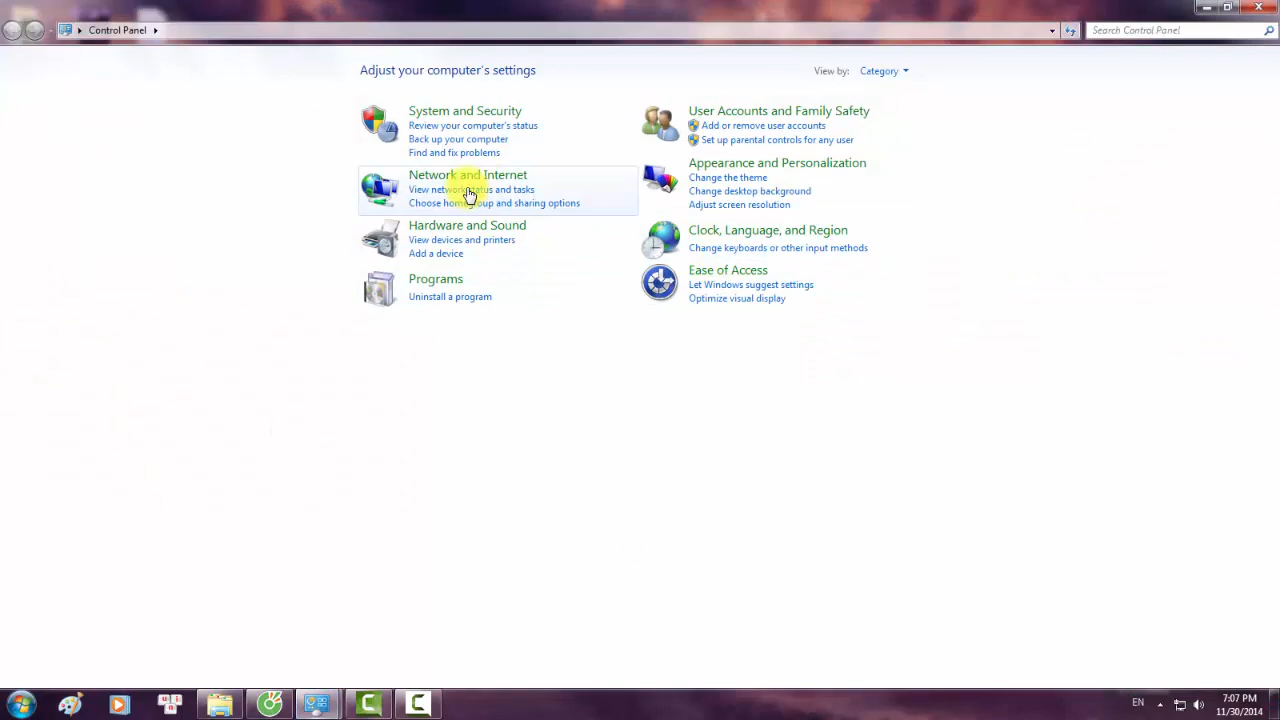 Control Panel
Search Control Panel
Adjust your computer's settings
View by: Category
System and Security
Review your computer's status
Back up your computer
Find and fix problems
Network and Internet
View network status and tasks
Choose homegroup and sharing options
Hardware and Sound
View devices and printers
Add a device
Programs
Uninstall a program
User Accounts and Family Safety
Add or remove user accounts
Set up parental controls for any user
Appearance and Personalization
Change the theme
Change desktop background
Adjust screen resolution
Clock, Language, and Region
Change keyboards or other input methods
Ease of Access
Let Windows suggest settings
Optimize visual display
EN
7:07 PM
11/30/2014